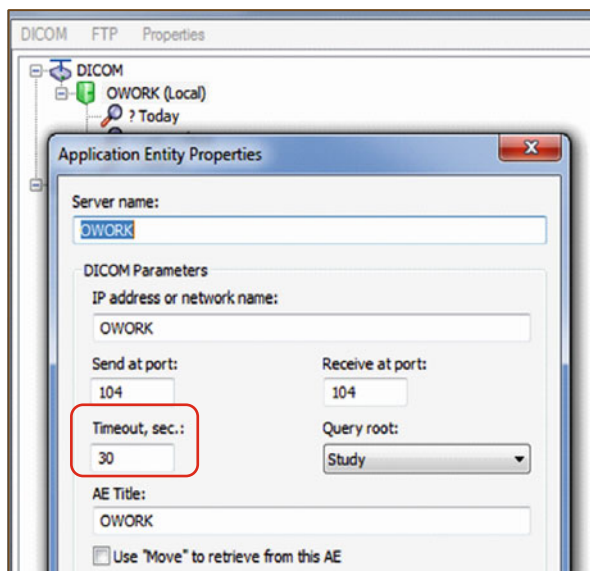 DICOM FTP Properties
DICOM
OWORK (Local)
? Today
Application Entity Properties
Server name:
OWORK
DICOM Parameters
IP address or network name:
OWORK
Send at port: Receive at port:
104 104
Timeout, sec.: Query root:
30 Study
AE Title:
OWORK
Use "Move" to retrieve from this AE